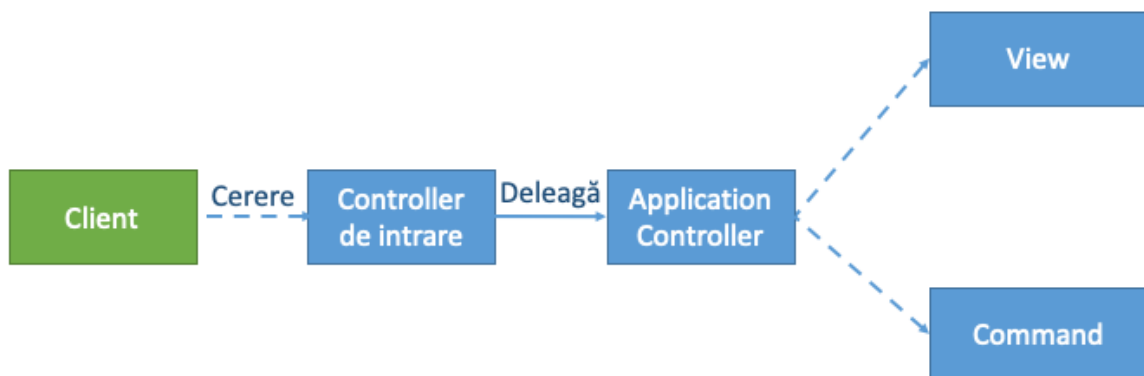 View
Client
Cerere
Controller
de intrare
Deleagă
Application
Controller
Command